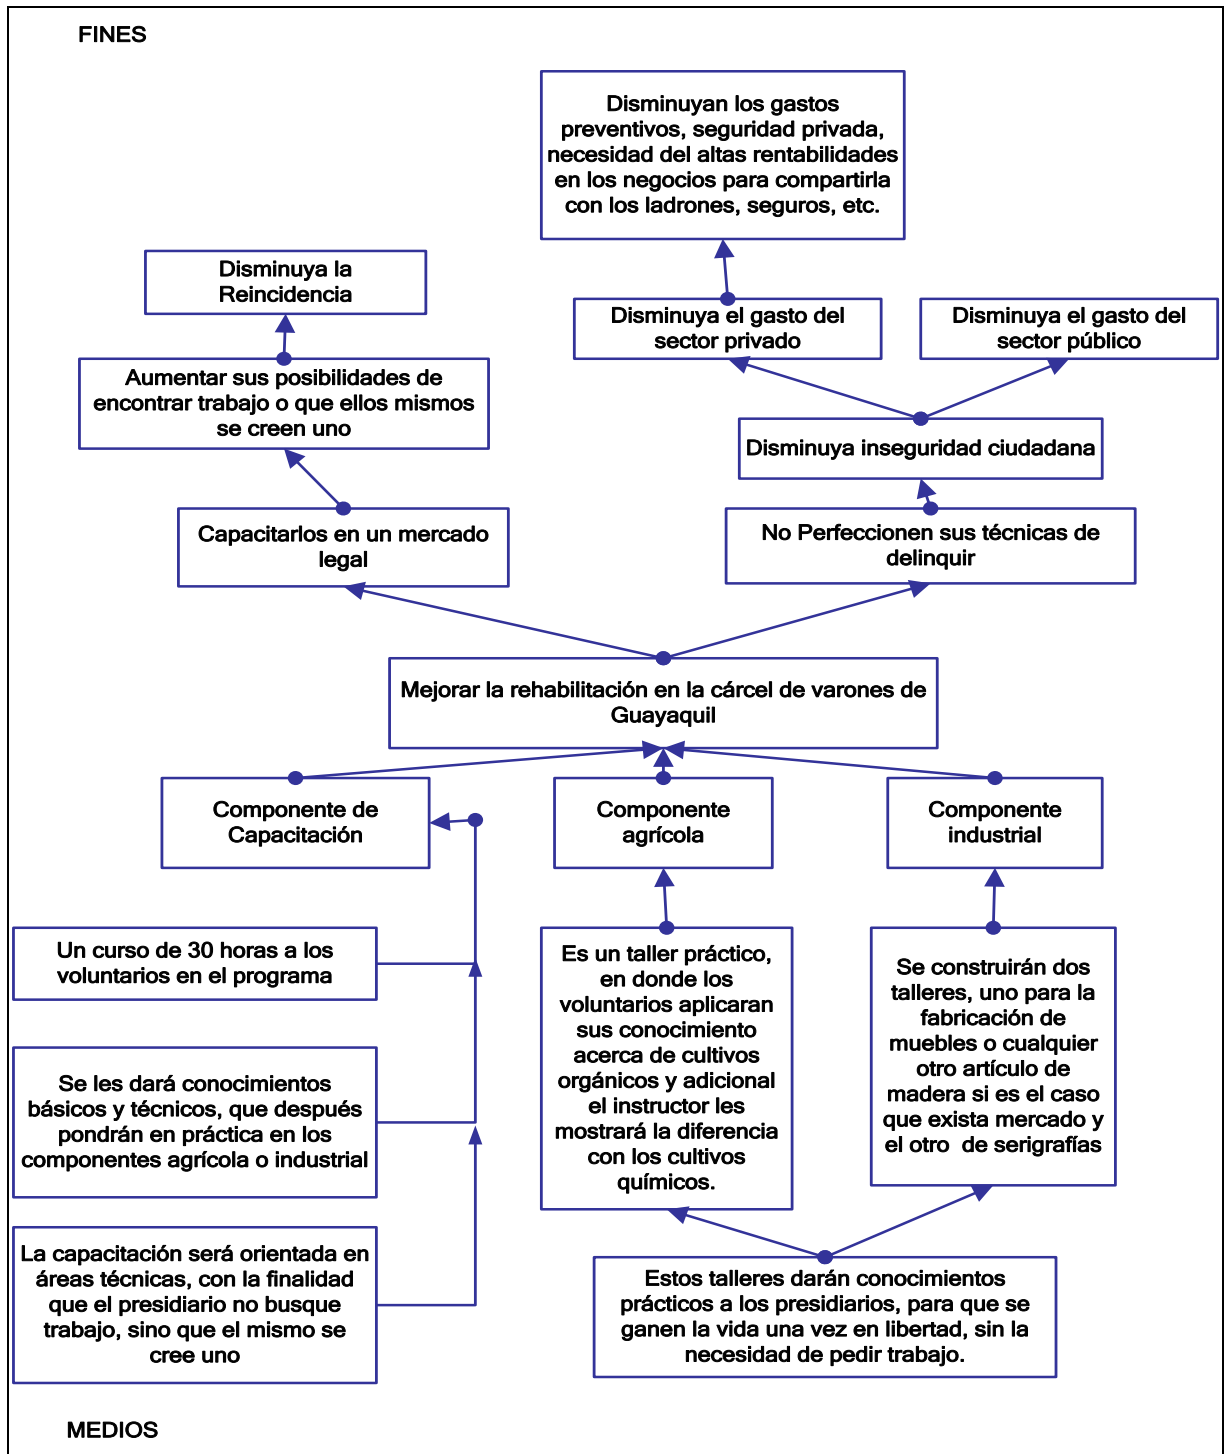 FINES
Disminuyan los gastos
preventivos, seguridad privada,
necesidad del altas rentabilidades
en los negocios para compartirla
con los ladrones, seguros, etc.
Disminuya la
Reincidencia
Disminuya el gasto del
sector privado
Disminuya el gasto del
sector público
Aumentar sus posibilidades de
encontrar trabajo o que ellos mismos
se creen uno
Disminuya inseguridad ciudadana
Capacitarlos en un mercado
legal
No Perfeccionen sus técnicas de
delinquir
Mejorar la rehabilitación en la cárcel de varones de
Guayaquil
Componente de
Capacitación
Componente
agrícola
Componente
industrial
Un curso de 30 horas a los
voluntarios en el programa
Se les dará conocimientos
básicos y técnicos, que después
pondrán en práctica en los
componentes agrícola o industrial
La capacitación será orientada en
áreas técnicas, con la finalidad
que el presidiario no busque
trabajo, sino que el mismo se
cree uno
Es un taller práctico,
en donde los
voluntarios aplicaran
sus conocimiento
acerca de cultivos
orgánicos y adicional
el instructor les
mostrará la diferencia
con los cultivos
químicos.
Se construirán dos
talleres, uno para la
fabricación de
muebles o cualquier
otro artículo de
madera si es el caso
que exista mercado y
el otro de serigrafías
Estos talleres darán conocimientos
prácticos a los presidiarios, para que se
ganen la vida una vez en libertad, sin la
necesidad de pedir trabajo.
MEDIOS